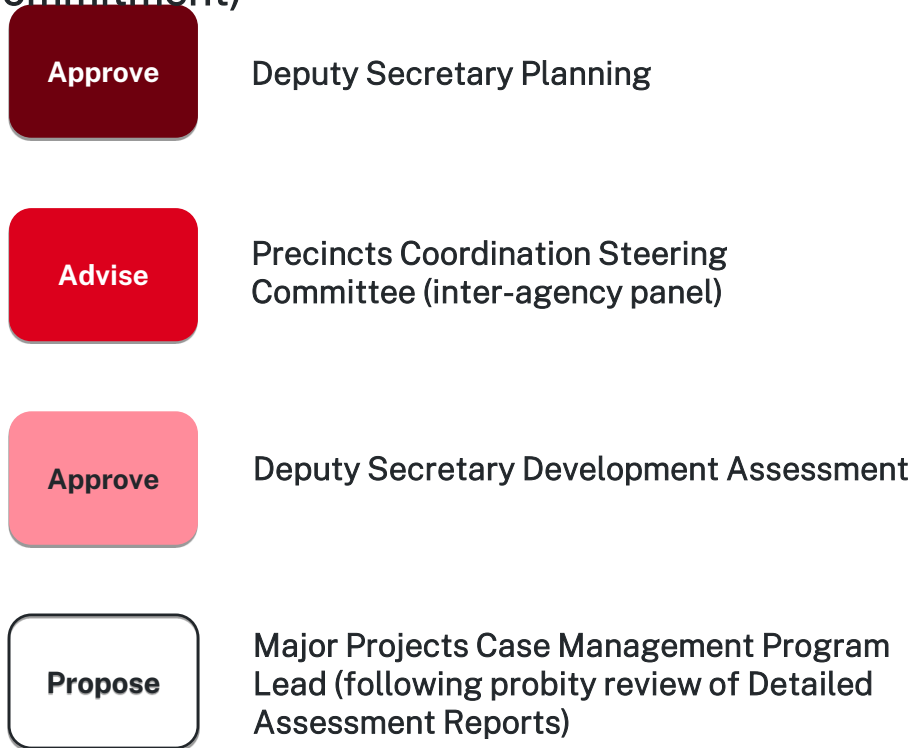 commitment)
Approve
Deputy Secretary Planning
Advise
Precincts Coordination Steering
Committee (inter-agency panel)
Approve
Deputy Secretary Development Assessment
Propose
Major Projects Case Management Program
Lead (following probity review of Detailed
Assessment Reports)